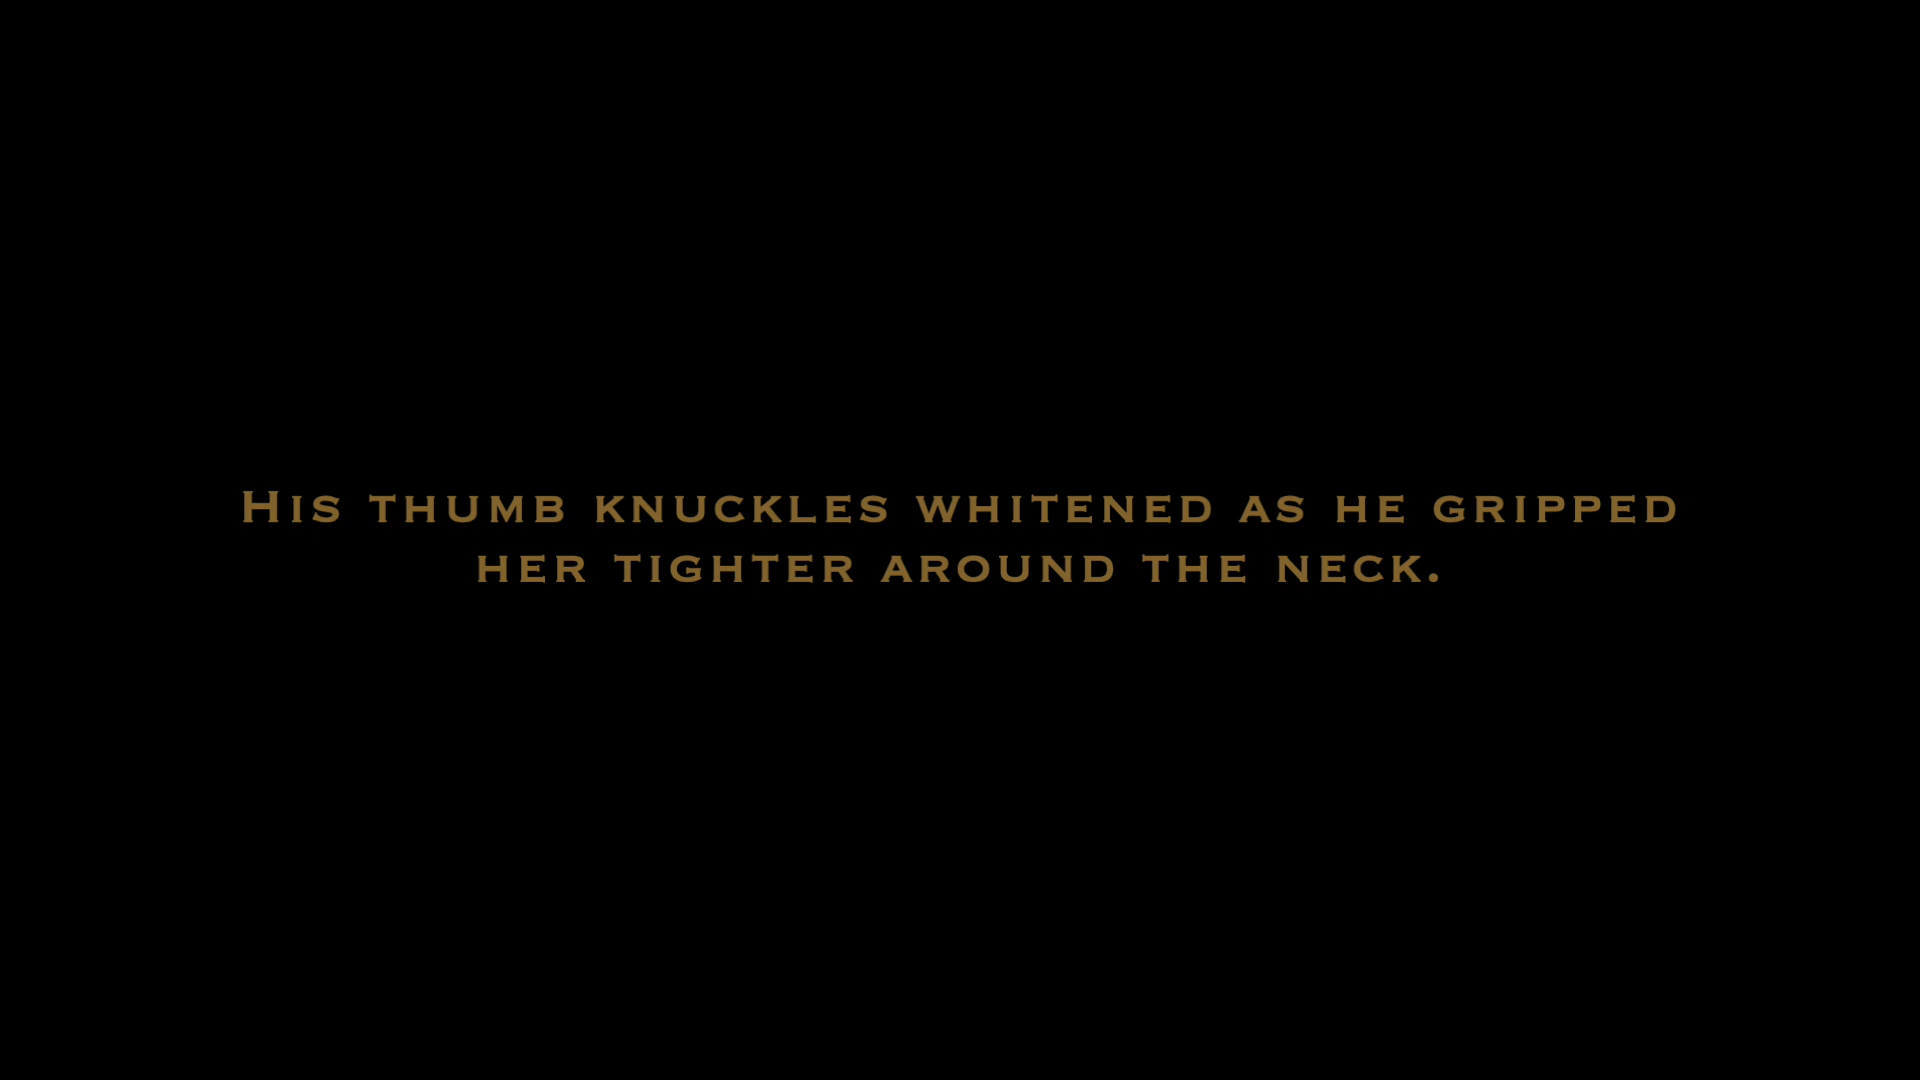 His thumb knuckles whitened as he gripped
her tighter around the neck.